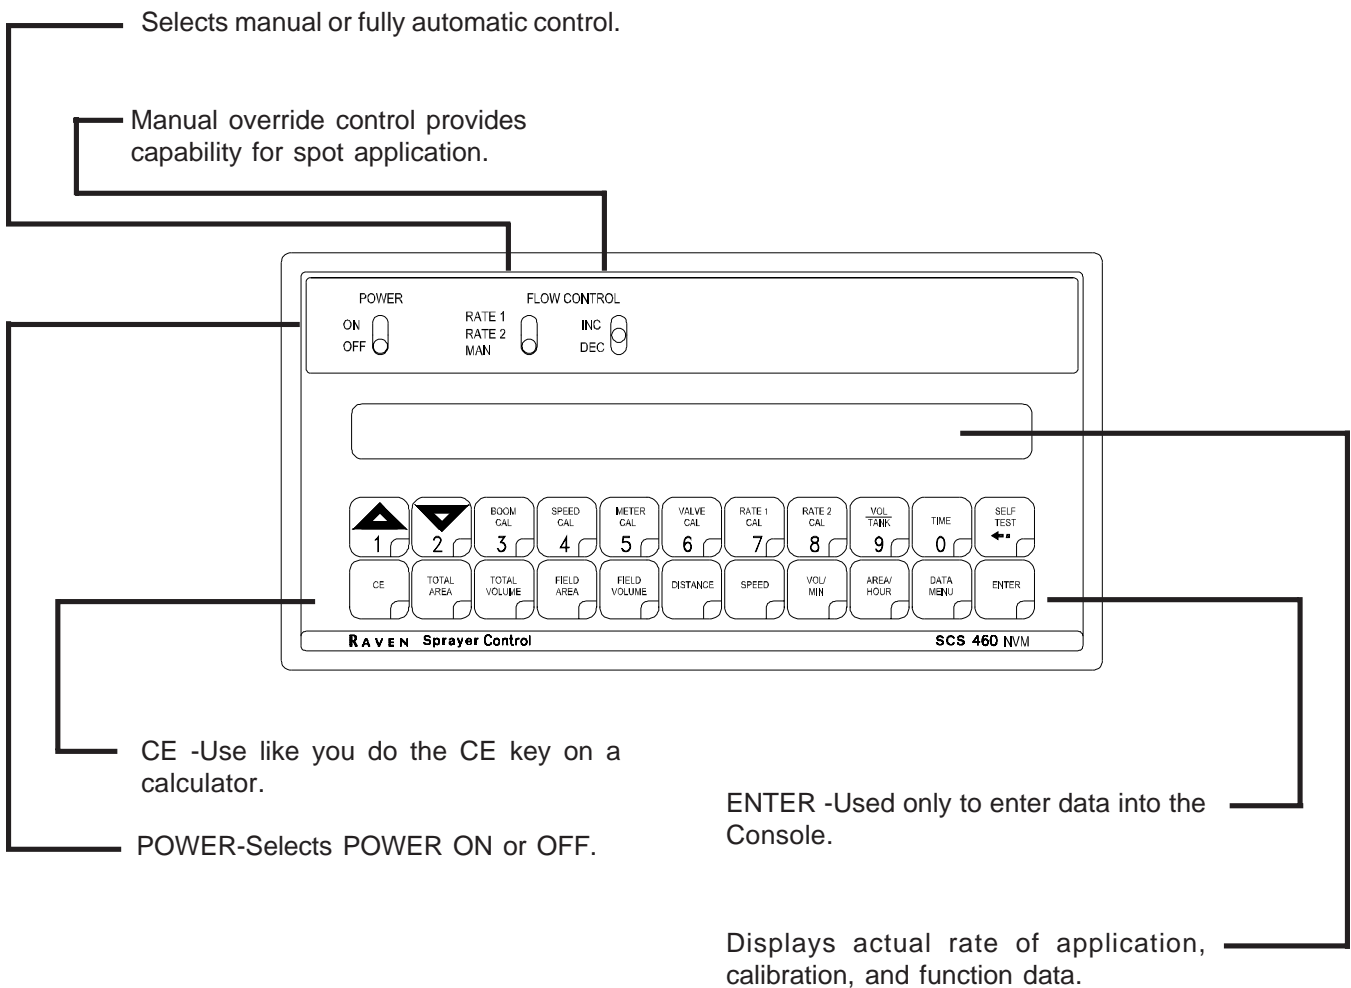 Selects manual or fully automatic control.
Manual override control provides
capability for spot application.
POWER
FLOW CONTROL
ON
OFF
RATE 1
RATE 2
MAN
INC
DEC
1
2
BOOM
CAL
3
SPEED
CAL
4
METER
CAL
5
VALVE
CAL
6
RATE 1
CAL
7
RATE 2
CAL
8
VOL
TANK
9
TIME
0
SELF
TEST
CE
TOTAL
AREA
TOTAL
VOLUME
FIELD
AREA
FIELD
VOLUME
DISTANCE
SPEED
VOL/
MIN
AREA/
HOUR
DATA
MENU
ENTER
RAVEN Sprayer Control
SCS 460 NVM
CE -Use like you do the CE key on a
calculator.
POWER-Selects POWER ON or OFF.
ENTER -Used only to enter data into the
Console.
Displays actual rate of application,
calibration, and function data.